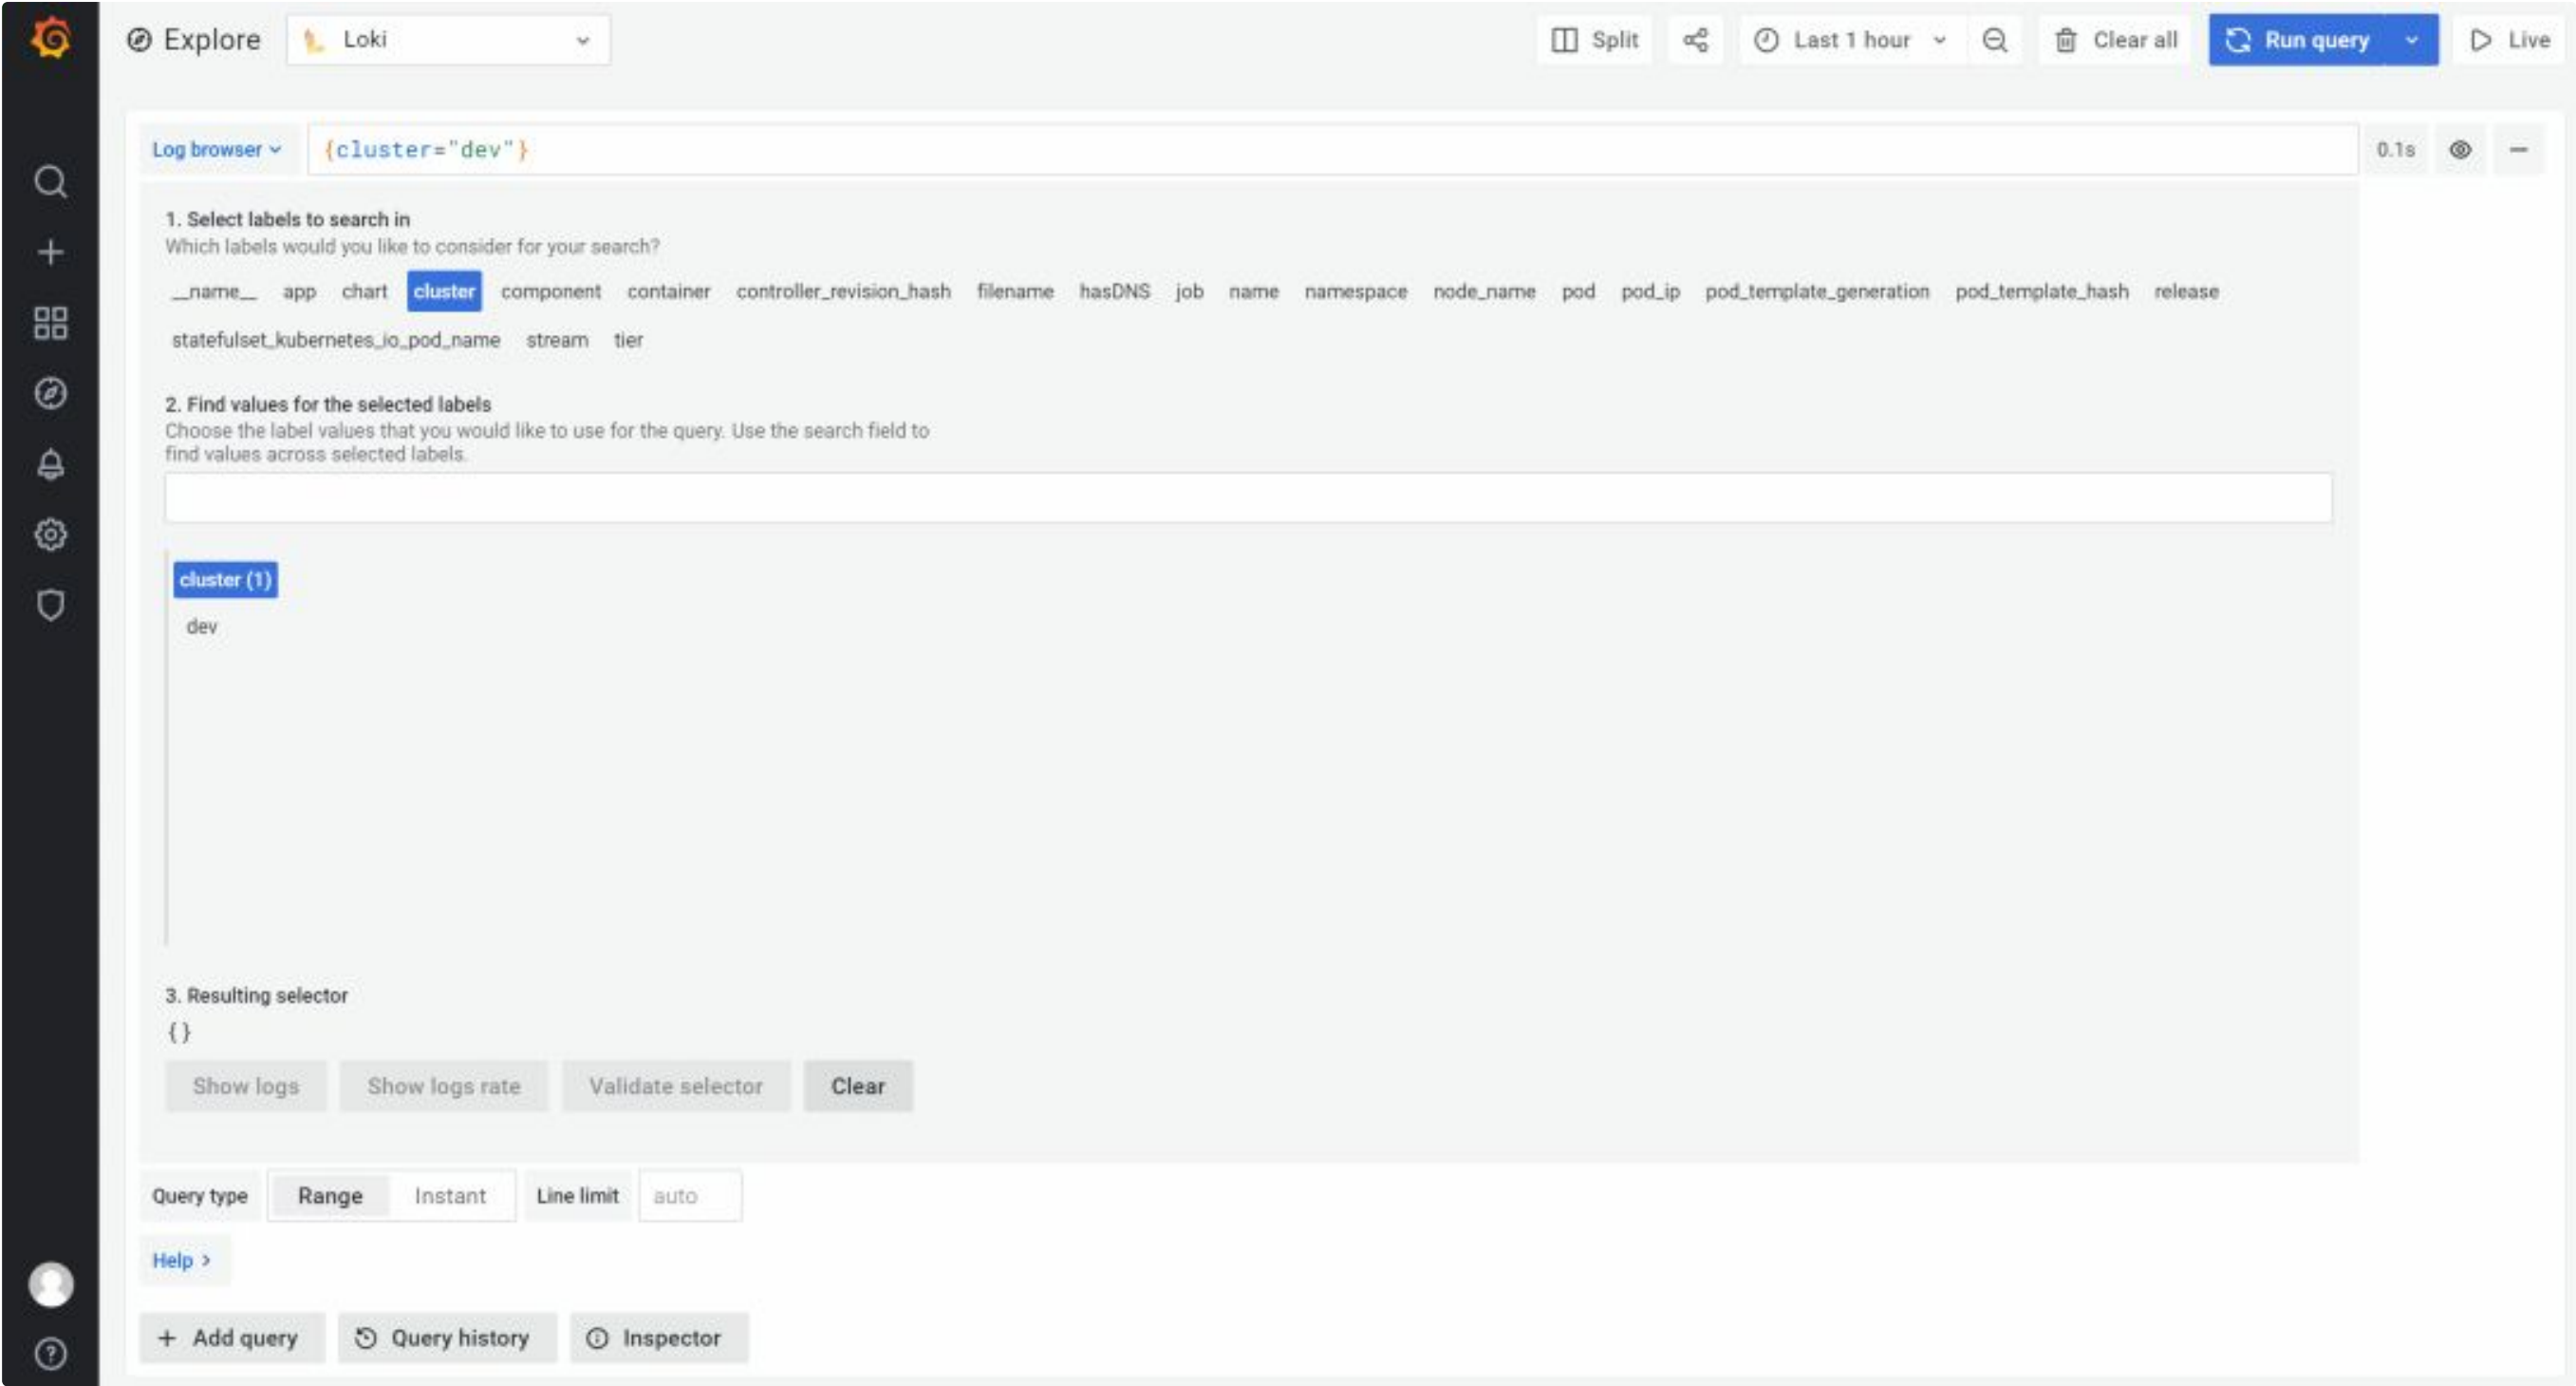 Explore Loki Split Last 1 hour Clear all Run query Live
Log browser {cluster="dev"} 0.1s
1. Select labels to search in
Which labels would you like to consider for your search?
__name__ app chart cluster component container controller_revision_hash filename hasDNS job name namespace node_name pod pod_ip pod_template_generation pod_template_hash release
statefulset_kubernetes_io_pod_name stream tier
2. Find values for the selected labels
Choose the label values that you would like to use for the query. Use the search field to
find values across selected labels.
cluster (1)
dev
3. Resulting selector
{}
Show logs Show logs rate Validate selector Clear
Query type Range Instant Line limit auto
Help >
+ Add query Query history Inspector